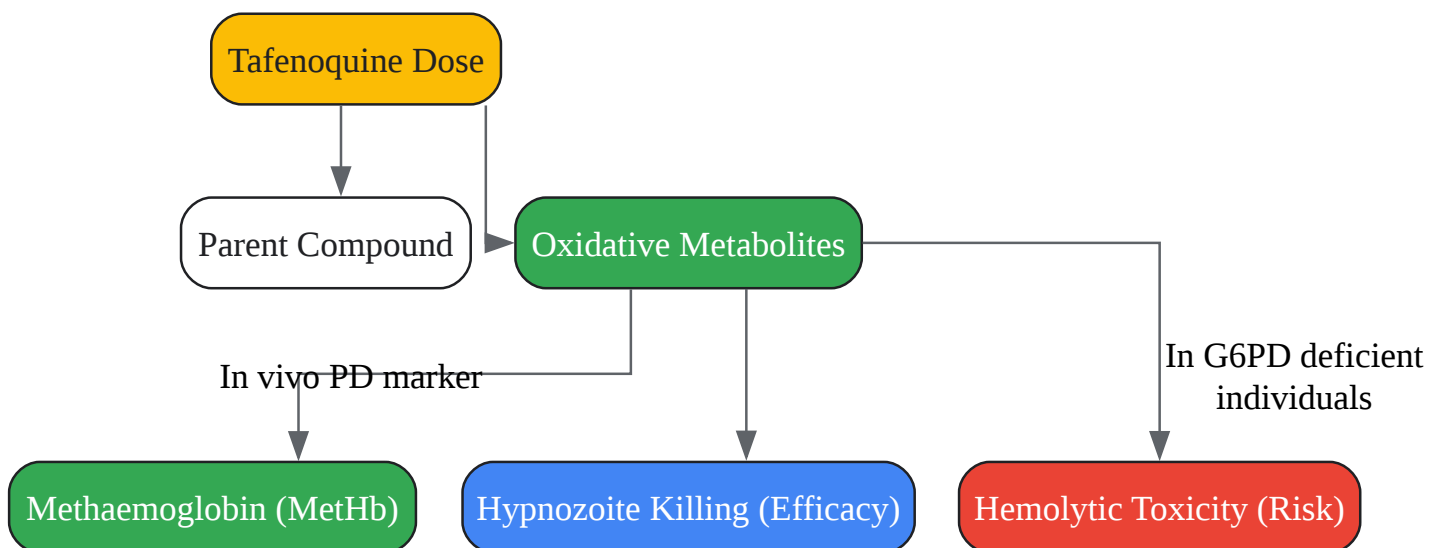 Tafenoquine Dose
Parent Compound
Oxidative Metabolites
In vivo PD marker
In G6PD deficient
individuals
Methaemoglobin (MetHb)
Hypnozoite Killing (Efficacy)
Hemolytic Toxicity (Risk)